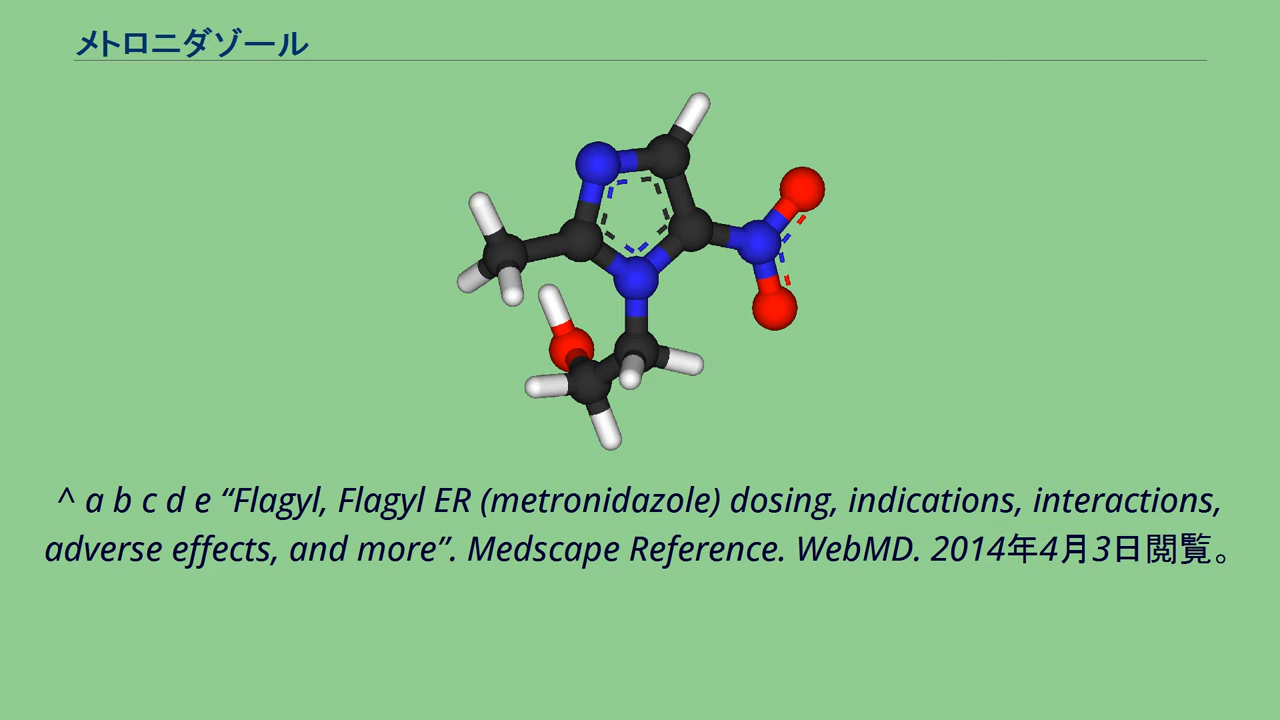 メトロニダゾール
^ a b c d e “Flagyl, Flagyl ER (metronidazole) dosing, indications, interactions,
adverse effects, and more”. Medscape Reference. WebMD. 2014年4月3日閲覧。